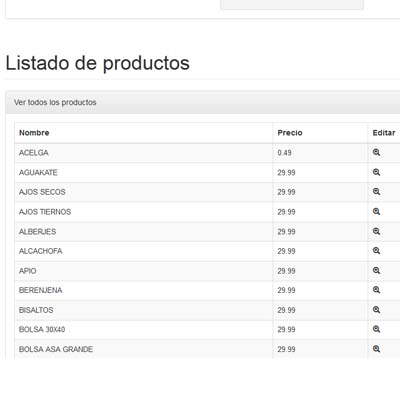 Listado de productos
Ver todos los productos
Nombre Precio Editar
ACELGA 0.49
AGUAKATE 29.99
AJOS SECOS 29.99
AJOS TIERNOS 29.99
ALBERJES 29.99
ALCACHOFA 29.99
APIO 29.99
BERENJENA 29.99
BISALTOS 29.99
BOLSA 30X40 29.99
BOLSA ASA GRANDE 29.99